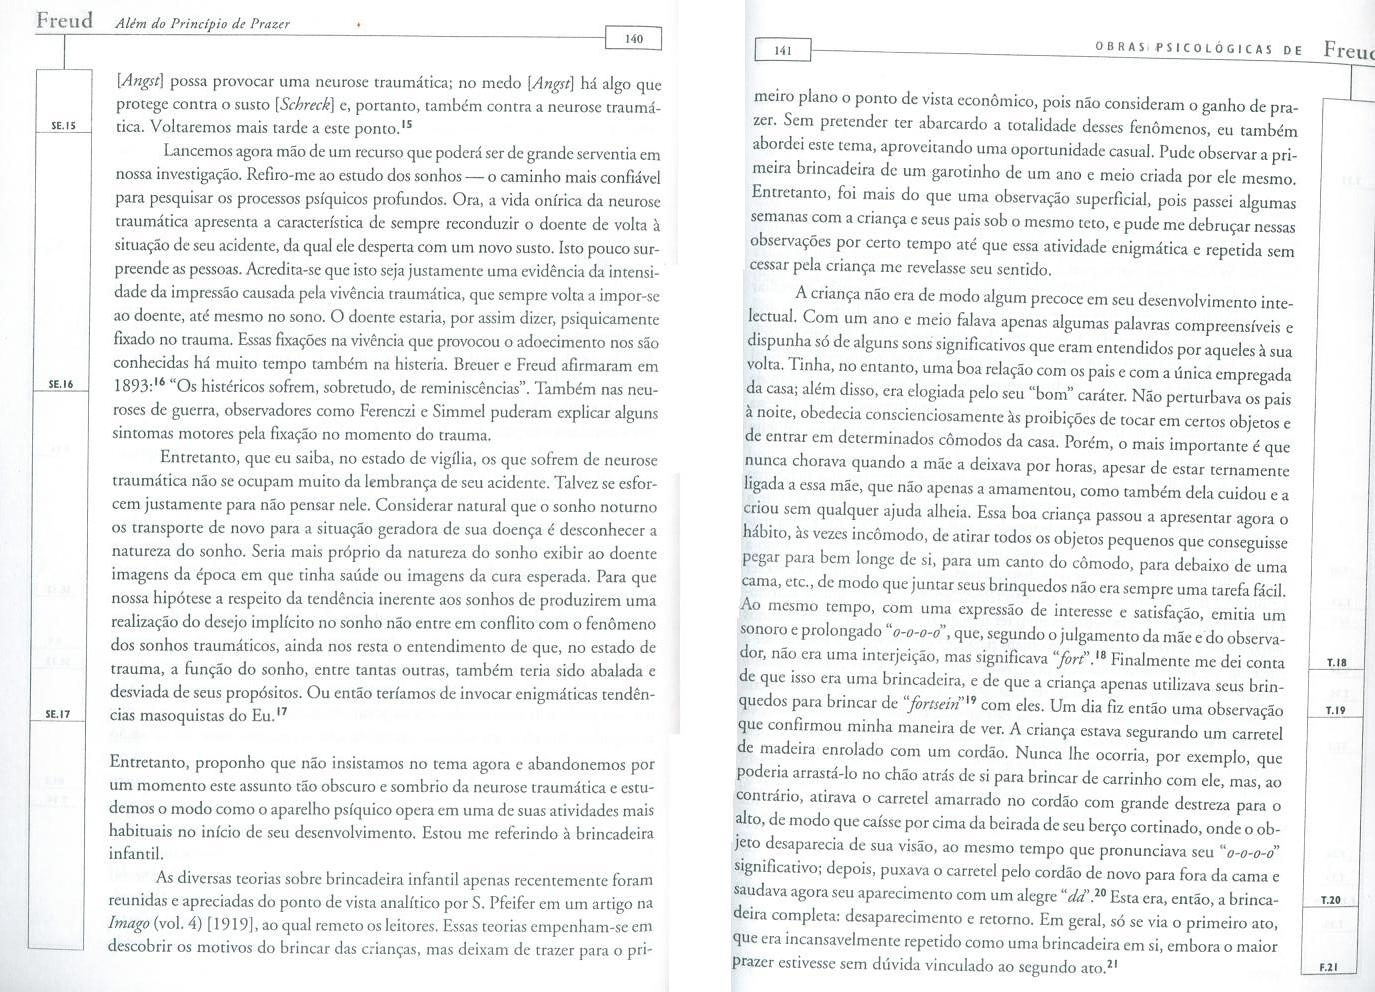 Freud Além do Princípio de Prazer
140
[Angst] possa provocar uma neurose traumática; no medo [Angst] há algo que
protege contra o susto [Schreck] e, portanto, também contra a neurose traumá-
SE.15
tica. Voltaremos mais tarde a este ponto.15
Lancemos agora mão de um recurso que poderá ser de grande serventia em
nossa investigação. Refiro-me ao estudo dos sonhos — o caminho mais confiável
para pesquisar os processos psíquicos profundos. Ora, a vida onírica da neurose
traumática apresenta a característica de sempre reconduzir o doente de volta à
situação de seu acidente, da qual ele desperta com um novo susto. Isto pouco sur-
preende as pessoas. Acredita-se que isto seja justamente uma evidência da intensi-
dade da impressão causada pela vivência traumática, que sempre volta a impor-se
ao doente, até mesmo no sono. O doente estaria, por assim dizer, psiquicamente
fixado no trauma. Essas fixações na vivência que provocou o adoecimento nos são
conhecidas há muito tempo também na histeria. Breuer e Freud afirmaram em
SE.16
1893:16 “Os histéricos sofrem, sobretudo, de reminiscências”. Também nas neu-
roses de guerra, observadores como Ferenczi e Simmel puderam explicar alguns
sintomas motores pela fixação no momento do trauma.
Entretanto, que eu saiba, no estado de vigília, os que sofrem de neurose
traumática não se ocupam muito da lembrança de seu acidente. Talvez se esfor-
cem justamente para não pensar nele. Considerar natural que o sonho noturno
os transporte de novo para a situação geradora de sua doença é desconhecer a
natureza do sonho. Seria mais próprio da natureza do sonho exibir ao doente
imagens da época em que tinha saúde ou imagens da cura esperada. Para que
nossa hipótese a respeito da tendência inerente aos sonhos de produzirem uma
realização do desejo implícito no sonho não entre em conflito com o fenômeno
dos sonhos traumáticos, ainda nos resta o entendimento de que, no estado de
trauma, a função do sonho, entre tantas outras, também teria sido abalada e
desviada de seus propósitos. Ou então teríamos de invocar enigmáticas tendên-
SE.17
cias masoquistas do Eu.17
Entretanto, proponho que não insistamos no tema agora e abandonemos por
um momento este assunto tão obscuro e sombrio da neurose traumática e estu-
demos o modo como o aparelho psíquico opera em uma de suas atividades mais
habituais no início de seu desenvolvimento. Estou me referindo à brincadeira
infantil.
As diversas teorias sobre brincadeira infantil apenas recentemente foram
reunidas e apreciadas do ponto de vista analítico por S. Pfeifer em um artigo na
Imago (vol. 4) [1919], ao qual remeto os leitores. Essas teorias empenham-se em
descobrir os motivos do brincar das crianças, mas deixam de trazer para o pri-
141
OBRAS PSICOLÓGICAS DE Freud
meiro plano o ponto de vista econômico, pois não consideram o ganho de pra-
zer. Sem pretender ter abarcardo a totalidade desses fenômenos, eu também
abordei este tema, aproveitando uma oportunidade casual. Pude observar a pri-
meira brincadeira de um garotinho de um ano e meio criada por ele mesmo.
Entretanto, foi mais do que uma observação superficial, pois passei algumas
semanas com a criança e seus pais sob o mesmo teto, e pude me debruçar nessas
observações por certo tempo até que essa atividade enigmática e repetida sem
cessar pela criança me revelasse seu sentido.
A criança não era de modo algum precoce em seu desenvolvimento inte-
lectual. Com um ano e meio falava apenas algumas palavras compreensíveis e
dispunha só de alguns sons significativos que eram entendidos por aqueles à sua
volta. Tinha, no entanto, uma boa relação com os pais e com a única empregada
da casa; além disso, era elogiada pelo seu “bom” caráter. Não perturbava os pais
à noite, obedecia conscienciosamente às proibições de tocar em certos objetos e
de entrar em determinados cômodos da casa. Porém, o mais importante é que
nunca chorava quando a mãe a deixava por horas, apesar de estar ternamente
ligada a essa mãe, que não apenas a amamentou, como também dela cuidou e a
criou sem qualquer ajuda alheia. Essa boa criança passou a apresentar agora o
hábito, às vezes incômodo, de atirar todos os objetos pequenos que conseguisse
pegar para bem longe de si, para um canto do cômodo, para debaixo de uma
cama, etc., de modo que juntar seus brinquedos não era sempre uma tarefa fácil.
Ao mesmo tempo, com uma expressão de interesse e satisfação, emitia um
sonoro e prolongado “o-o-o-o”, que, segundo o julgamento da mãe e do observa-
dor, não era uma interjeição, mas significava “fort”.18 Finalmente me dei conta
T.18
de que isso era uma brincadeira, e de que a criança apenas utilizava seus brin-
quedos para brincar de “fortsein”19 com eles. Um dia fiz então uma observação
T.19
que confirmou minha maneira de ver. A criança estava segurando um carretel
de madeira enrolado com um cordão. Nunca lhe ocorria, por exemplo, que
poderia arrastá-lo no chão atrás de si para brincar de carrinho com ele, mas, ao
contrário, atirava o carretel amarrado no cordão com grande destreza para o
alto, de modo que caísse por cima da beirada de seu berço cortinado, onde o ob-
jeto desaparecia de sua visão, ao mesmo tempo que pronunciava seu “o-o-o-o”
significativo; depois, puxava o carretel pelo cordão de novo para fora da cama e
saudava agora seu aparecimento com um alegre “da”.20 Esta era, então, a brinca-
T.20
deira completa: desaparecimento e retorno. Em geral, só se via o primeiro ato,
que era incansavelmente repetido como uma brincadeira em si, embora o maior
prazer estivesse sem dúvida vinculado ao segundo ato.21
F.21